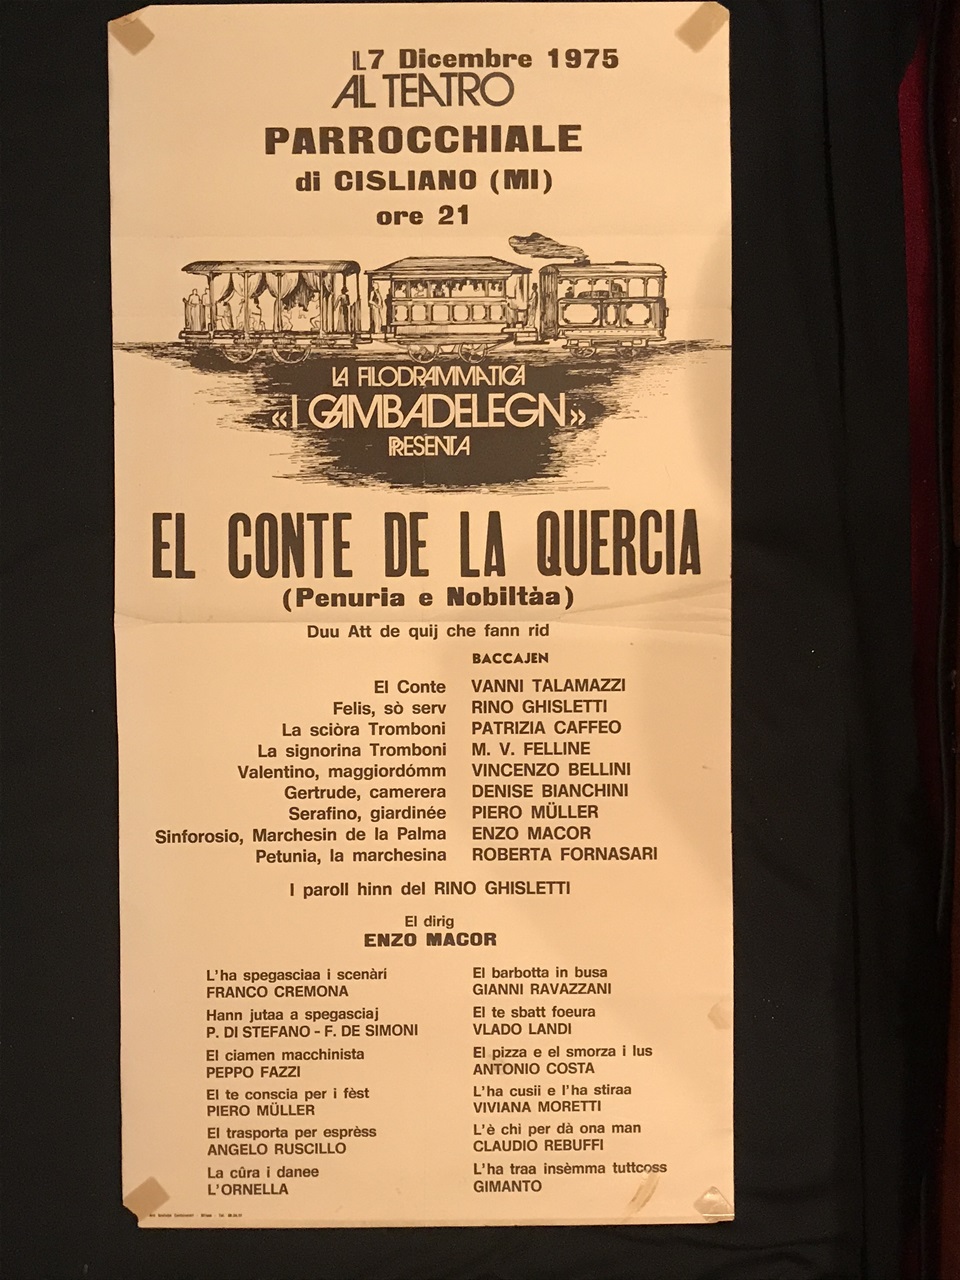 IL 7 Dicembre 1975
AL TEATRO
PARROCCHIALE
di CISLIANO (MI)
ore 21
LA FILODRAMMATICA
«I GAMBADELEGN»
PRESENTA
EL CONTE DE LA QUERCIA
(Penuria e Nobiltàa)
Duu Att de quij che fann rid
BACCAJEN
El Conte VANNI TALAMAZZI
Felis, sò serv RINO GHISLETTI
La sciòra Tromboni PATRIZIA CAFFEO
La signorina Tromboni M. V. FELLINE
Valentino, maggiordómm VINCENZO BELLINI
Gertrude, camerera DENISE BIANCHINI
Serafino, giardinée PIERO MÜLLER
Sinforosio, Marchesin de la Palma ENZO MACOR
Petunia, la marchesina ROBERTA FORNASARI
I paroll hinn del RINO GHISLETTI
El dirig
ENZO MACOR
L'ha spegasciaa i scenàri
FRANCO CREMONA
Hann jutaa a spegasciaj
P. DI STEFANO - F. DE SIMONI
El ciamen macchinista
PEPPO FAZZI
El te conscia per i fèst
PIERO MÜLLER
El trasporta per esprèss
ANGELO RUSCILLO
La cûra i danee
L'ORNELLA
El barbotta in busa
GIANNI RAVAZZANI
El te sbatt foeura
VLADO LANDI
El pizza e el smorza i lus
ANTONIO COSTA
L'ha cusii e l'ha stiraa
VIVIANA MORETTI
L'è chi per dà ona man
CLAUDIO REBUFFI
L'ha traa insèmma tuttcoss
GIMANTO